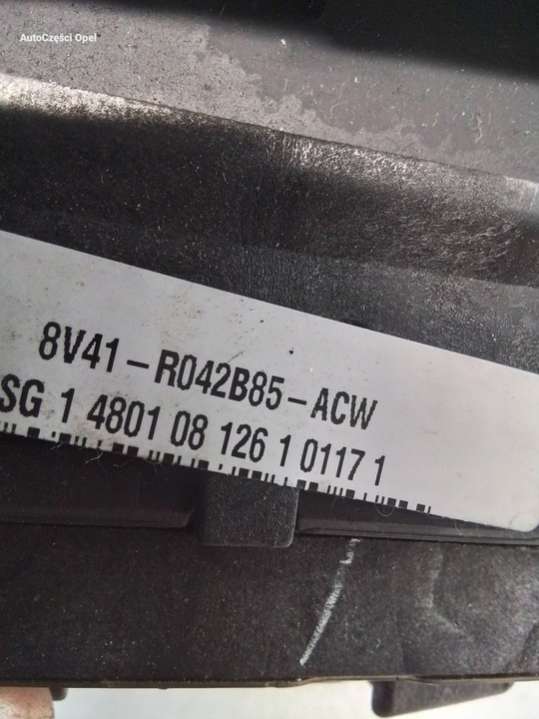 AutoCzęści Opel
8V41-R042B85-ACW
SG 1 4801 08 126 1 0117 1